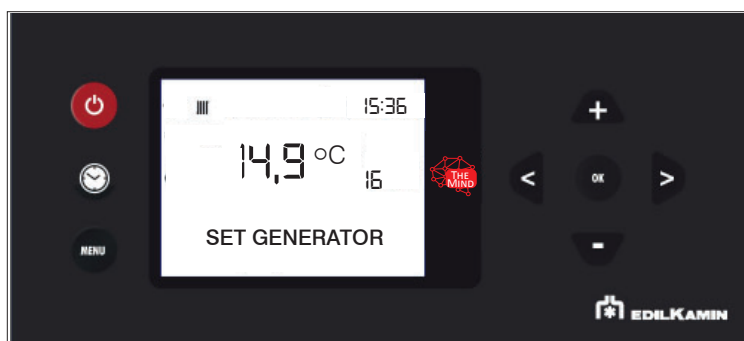 15:36
14,9 °C
16
SET GENERATOR
MENU
THE
MIND
+
< OK >
-
EDILKAMIN